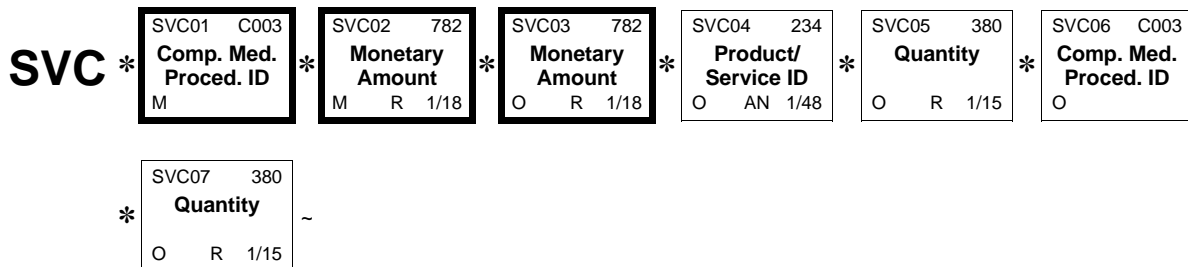 SVC01 C003 SVC02 782 SVC03 782 SVC04 234 SVC05 380 SVC06 C003
SVC * Comp. Med. * Monetary * Monetary * Product/ * Quantity * Comp. Med.
Proced. ID Amount Amount Service ID Proced. ID
M M R 1/18 O R 1/18 O AN 1/48 O R 1/15 O
SVC07 380
* Quantity ~
O R 1/15